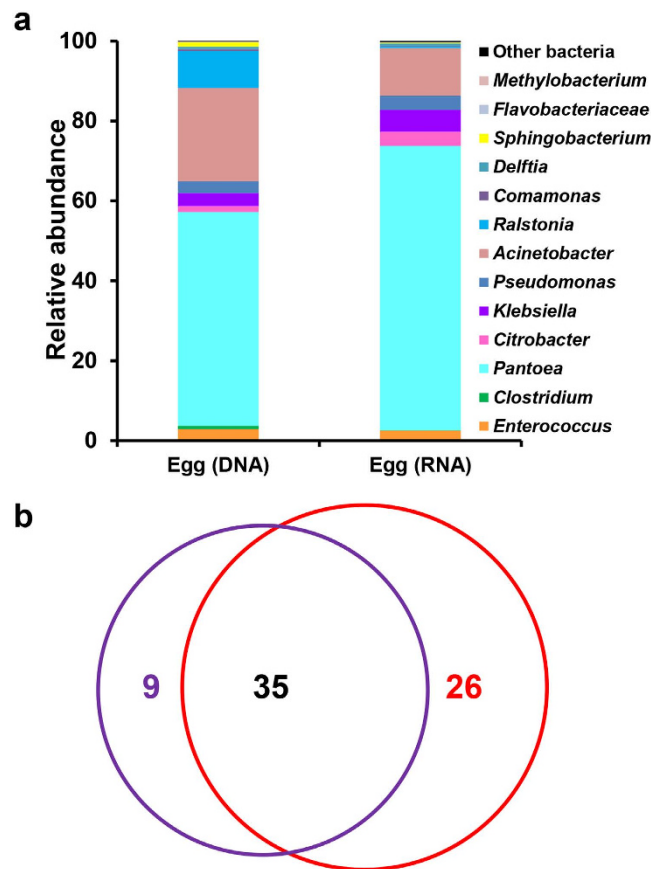 a
100
80
60
40
20
0
Relative abundance
Egg (DNA)
Egg (RNA)
Other bacteria
Methylobacterium
Flavobacteriaceae
Sphingobacterium
Delftia
Comamonas
Ralstonia
Acinetobacter
Pseudomonas
Klebsiella
Citrobacter
Pantoea
Clostridium
Enterococcus
b
9
35
26